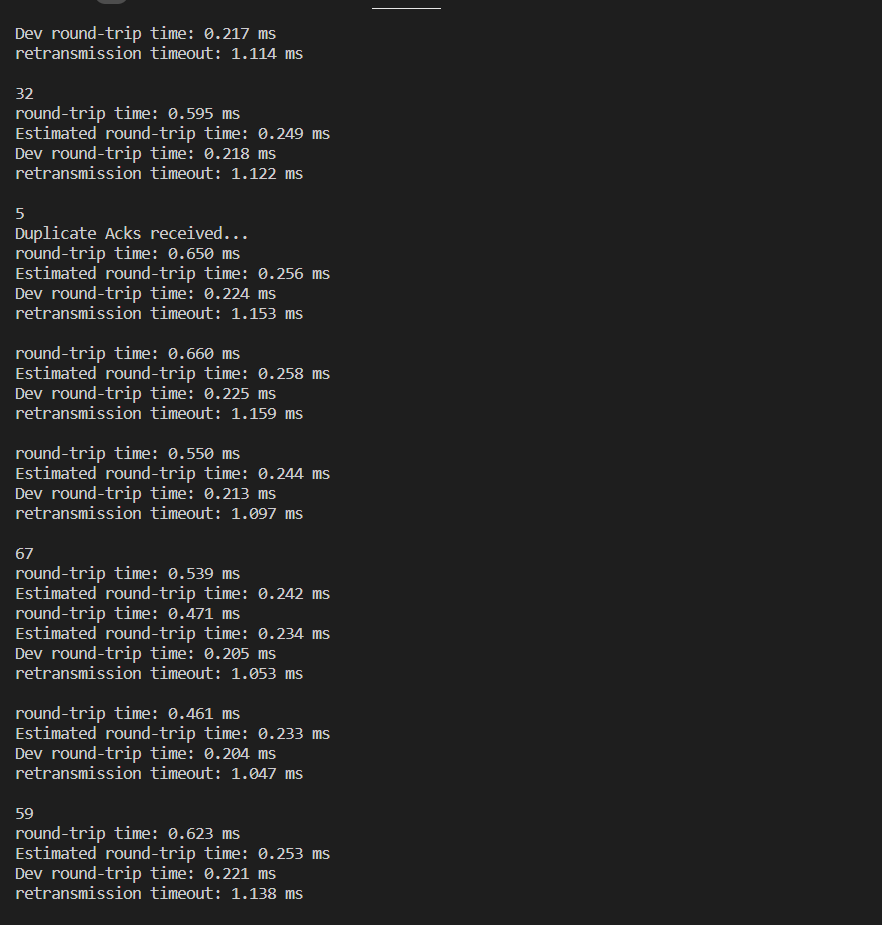 Dev round-trip time: 0.217 ms
retransmission timeout: 1.114 ms
32
round-trip time: 0.595 ms
Estimated round-trip time: 0.249 ms
Dev round-trip time: 0.218 ms
retransmission timeout: 1.122 ms
5
Duplicate Acks received...
round-trip time: 0.650 ms
Estimated round-trip time: 0.256 ms
Dev round-trip time: 0.224 ms
retransmission timeout: 1.153 ms
round-trip time: 0.660 ms
Estimated round-trip time: 0.258 ms
Dev round-trip time: 0.225 ms
retransmission timeout: 1.159 ms
round-trip time: 0.550 ms
Estimated round-trip time: 0.244 ms
Dev round-trip time: 0.213 ms
retransmission timeout: 1.097 ms
67
round-trip time: 0.539 ms
Estimated round-trip time: 0.242 ms
round-trip time: 0.471 ms
Estimated round-trip time: 0.234 ms
Dev round-trip time: 0.205 ms
retransmission timeout: 1.053 ms
round-trip time: 0.461 ms
Estimated round-trip time: 0.233 ms
Dev round-trip time: 0.204 ms
retransmission timeout: 1.047 ms
59
round-trip time: 0.623 ms
Estimated round-trip time: 0.253 ms
Dev round-trip time: 0.221 ms
retransmission timeout: 1.138 ms